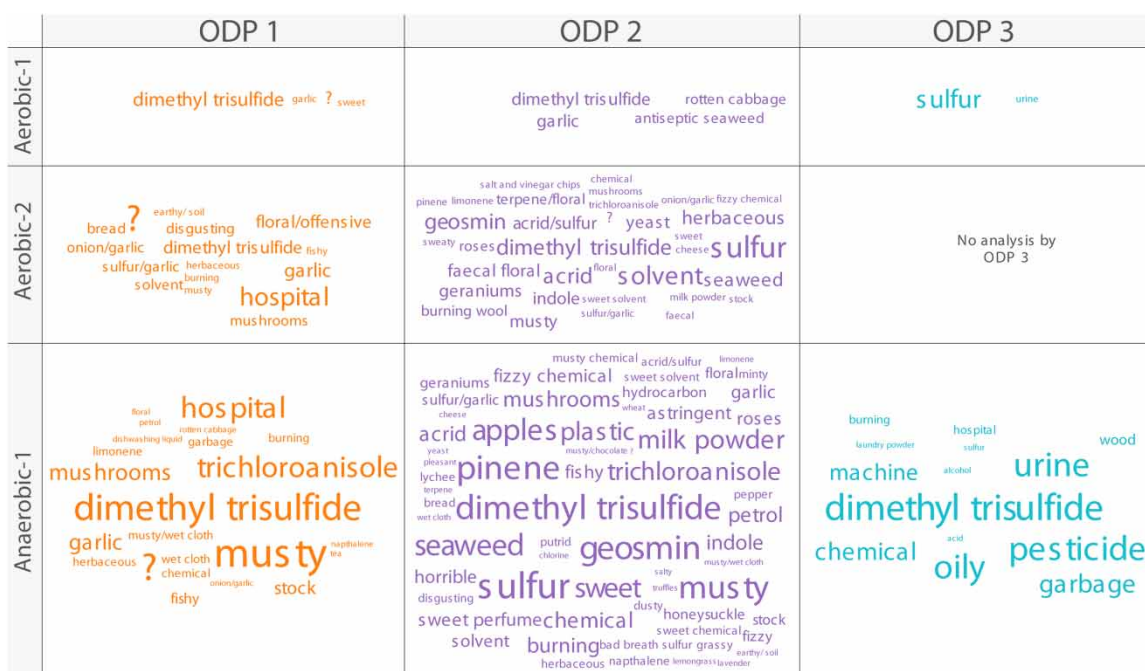 ODP 1
ODP 2
ODP 3
Aerobic-1
dimethyl trisulfide garlic ? sweet
dimethyl trisulfide rotten cabbage
garlic antiseptic seaweed
sulfur urine
Aerobic-2
earthy/ soil
bread ? disgusting floral/offensive
onion/garlic dimethyl trisulfide fishy
sulfur/garlic herbaceous garlic
burning
solvent musty
hospital
mushrooms
chemical
salt and vinegar chips mushrooms
pinene limonene terpene/floral trichloroanisole onion/garlic fizzy chemical
geosmin acrid/sulfur ? yeast herbaceous
sweet
sweaty roses dimethyl trisulfide cheese sulfur
faecal floral acrid floral solvent seaweed
geraniums indole sweet solvent milk powder stock
burning wool musty sulfur/garlic faecal
No analysis by
ODP 3
Anaerobic-1
floral hospital
petrol
rotten cabbage
dishwashing liquid garbage burning
limonene
mushrooms trichloroanisole
dimethyl trisulfide
garlic musty/wet cloth musty napthalene
tea
herbaceous ? wet cloth
chemical
onion/garlic stock
fishy
musty chemical acrid/sulfur limonene
geraniums fizzy chemical sweet solvent floral minty
sulfur/garlic mushrooms hydrocarbon garlic
cheese wheat astringent roses
acrid apples plastic milk powder
yeast musty/chocolate ?
pleasant
lychee pinene fishy trichloroanisole
terpene
bread dimethyl trisulfide pepper
wet cloth petrol
seaweed putrid geosmin indole
chlorine
musty/wet cloth
horrible sulfur sweet salty musty
disgusting truffles
dusty
sweet perfume chemical honeysuckle stock
sweet chemical fizzy
solvent burning bad breath sulfur grassy
earthy/ soil
herbaceous napthalene lemongrass lavender
burning hospital wood
laundry powder sulfur
machine alcohol urine
dimethyl trisulfide
chemical acid pesticide
oily garbage